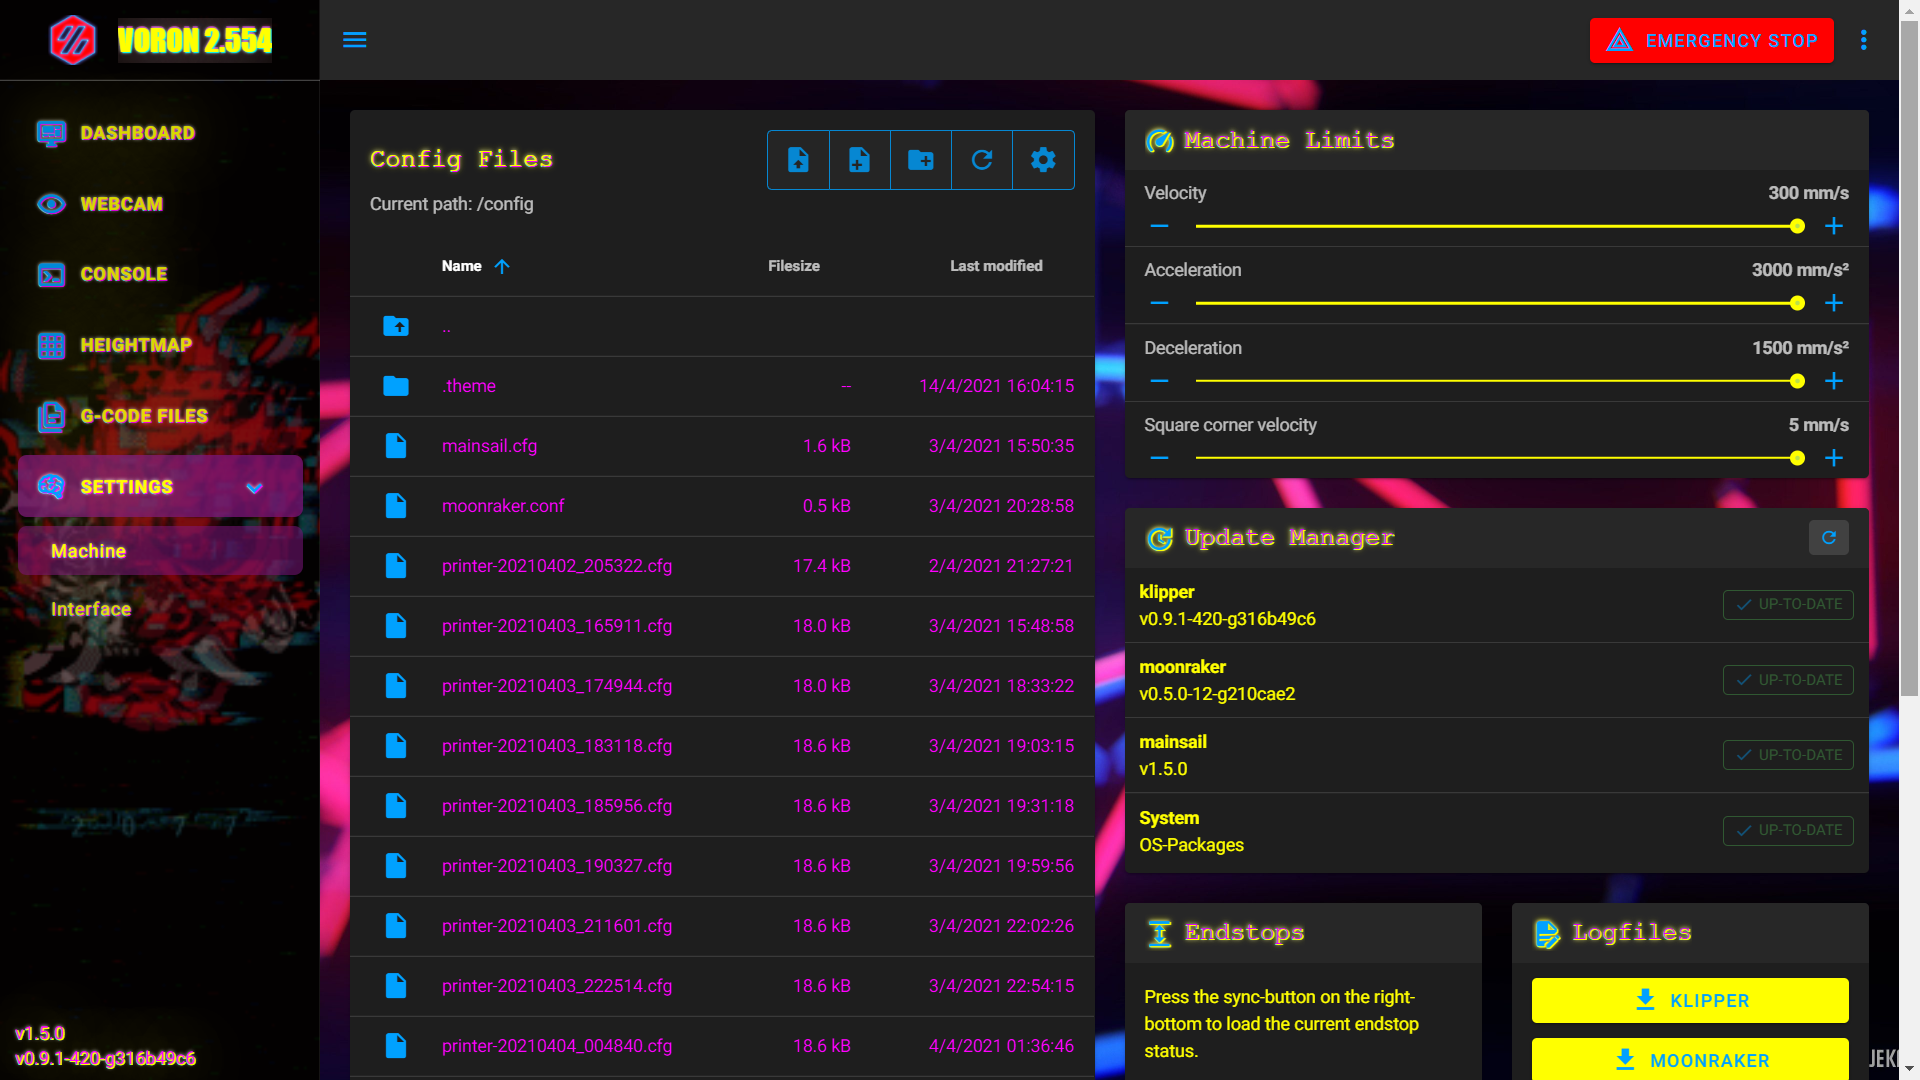 VORON 2.554
EMERGENCY STOP
DASHBOARD
WEBCAM
CONSOLE
HEIGHTMAP
G-CODE FILES
SETTINGS
Machine
Interface
2 0 7 7
v1.5.0
v0.9.1-420-g316b49c6
Config Files
Current path: /config
Name Filesize Last modified
..
.theme -- 14/4/2021 16:04:15
mainsail.cfg 1.6 kB 3/4/2021 15:50:35
moonraker.conf 0.5 kB 3/4/2021 20:28:58
printer-20210402_205322.cfg 17.4 kB 2/4/2021 21:27:21
printer-20210403_165911.cfg 18.0 kB 3/4/2021 15:48:58
printer-20210403_174944.cfg 18.0 kB 3/4/2021 18:33:22
printer-20210403_183118.cfg 18.6 kB 3/4/2021 19:03:15
printer-20210403_185956.cfg 18.6 kB 3/4/2021 19:31:18
printer-20210403_190327.cfg 18.6 kB 3/4/2021 19:59:56
printer-20210403_211601.cfg 18.6 kB 3/4/2021 22:02:26
printer-20210403_222514.cfg 18.6 kB 3/4/2021 22:54:15
printer-20210404_004840.cfg 18.6 kB 4/4/2021 01:36:46
Machine Limits
Velocity 300 mm/s
Acceleration 3000 mm/s²
Deceleration 1500 mm/s²
Square corner velocity 5 mm/s
Update Manager
klipper
v0.9.1-420-g316b49c6
UP-TO-DATE
moonraker
v0.5.0-12-g210cae2
UP-TO-DATE
mainsail
v1.5.0
UP-TO-DATE
System
OS-Packages
UP-TO-DATE
Endstops
Press the sync-button on the right-
bottom to load the current endstop
status.
Logfiles
KLIPPER
MOONRAKER